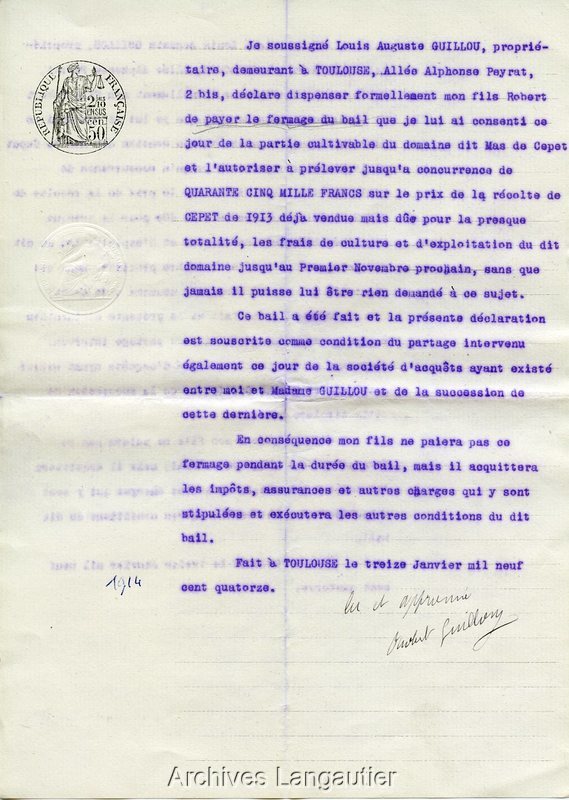 Je soussigné Louis Auguste GUILLOU, proprié-
taire, demeurant à TOULOUSE, Allée Alphonse Peyrat,
2 bis, déclare dispenser formellement mon fils Robert
de payer le fermage du bail que je lui ai consenti ce
jour de la partie cultivable du domaine dit Mas de Cepet
et l'autoriser à prélever jusqu'à concurrence de
QUARANTE CINQ MILLE FRANCS sur le prix de la récolte de
CEPET de 1913 déjà vendue mais dûe pour la presque
totalité, les frais de culture et d'exploitation du dit
domaine jusqu'au Premier Novembre prochain, sans que
jamais il puisse lui être rien demandé à ce sujet.
Ce bail a été fait et la présente déclaration
est souscrite comme condition du partage intervenu
également ce jour de la société d'acquêts ayant existé
entre moi et Madame GUILLOU et de la succession de
cette dernière.
En conséquence mon fils ne paiera pas ce
fermage pendant la durée du bail, mais il acquittera
les impôts, assurances et autres charges qui y sont
stipulées et exécutera les autres conditions du dit
bail.
Fait à TOULOUSE le treize Janvier mil neuf
cent quatorze.
1914
lu et approuvé
Guillou
RÉPUBLIQUE FRANÇAISE
2 F.
EN SUS
50
Archives Langautier